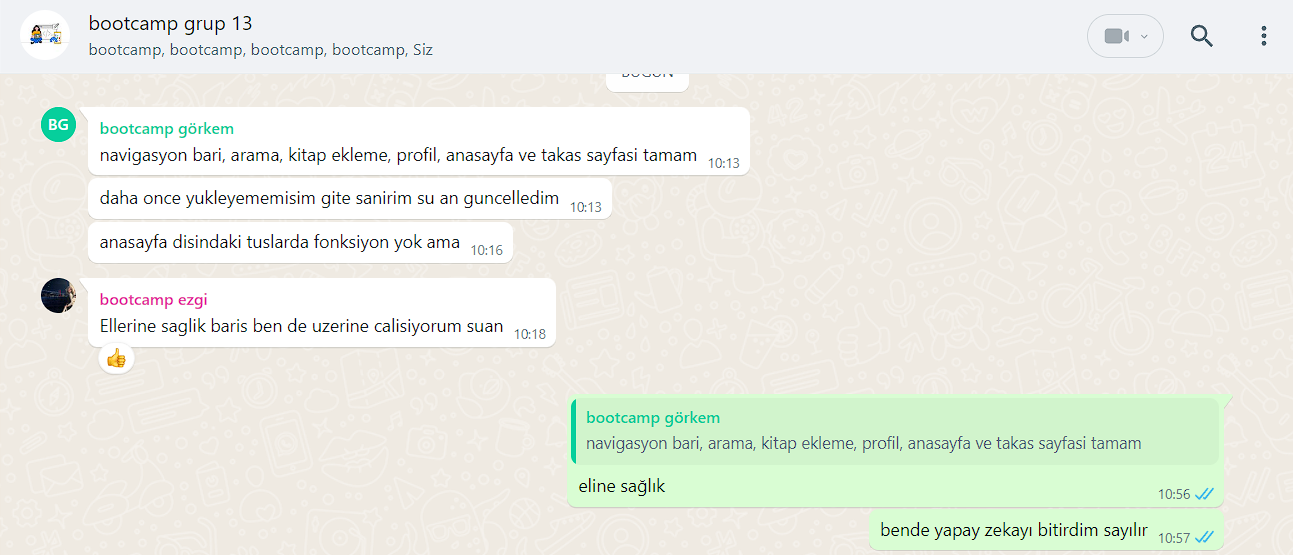 bootcamp grup 13
bootcamp, bootcamp, bootcamp, bootcamp, Siz
BUGÜN
BG
bootcamp görkem
navigasyon bari, arama, kitap ekleme, profil, anasayfa ve takas sayfasi tamam 10:13
daha once yukleyememisim gite sanirim su an guncelledim 10:13
anasayfa disindaki tuslarda fonksiyon yok ama 10:16
bootcamp ezgi
Ellerine saglik baris ben de uzerine calisiyorum suan 10:18
bootcamp görkem
navigasyon bari, arama, kitap ekleme, profil, anasayfa ve takas sayfasi tamam
eline sağlık 10:56
bende yapay zekayı bitirdim sayılır 10:57